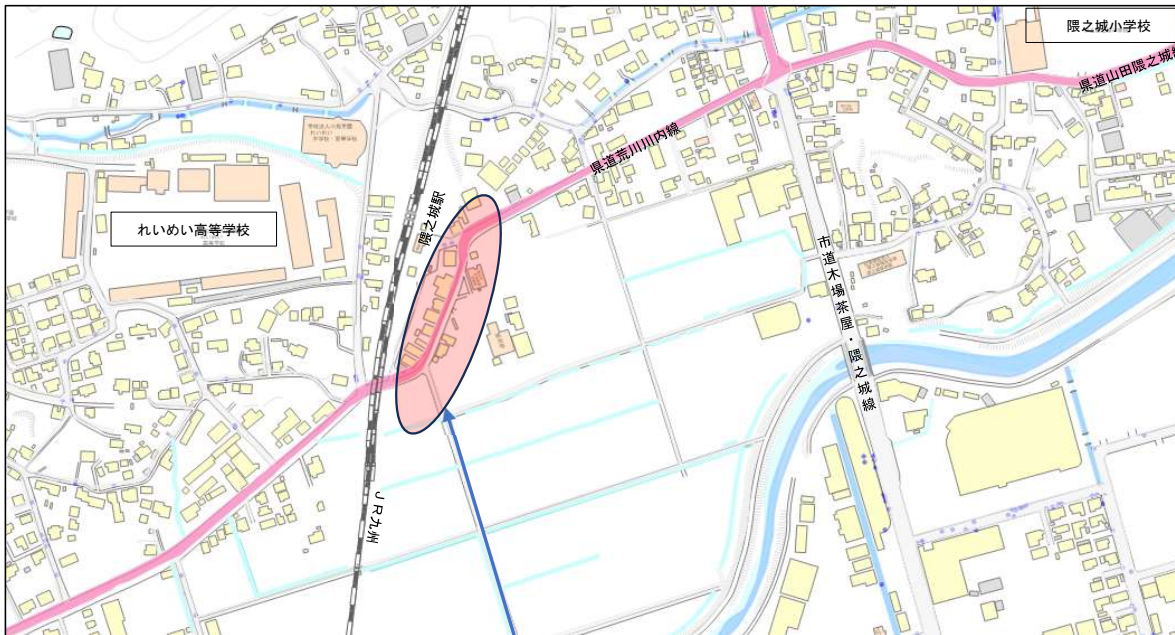 隈之城小学校
県道山田隈之城線
県道荒川川内線
隈之城駅
れいめい高等学校
市道木場茶屋・隈之城線
JR九州